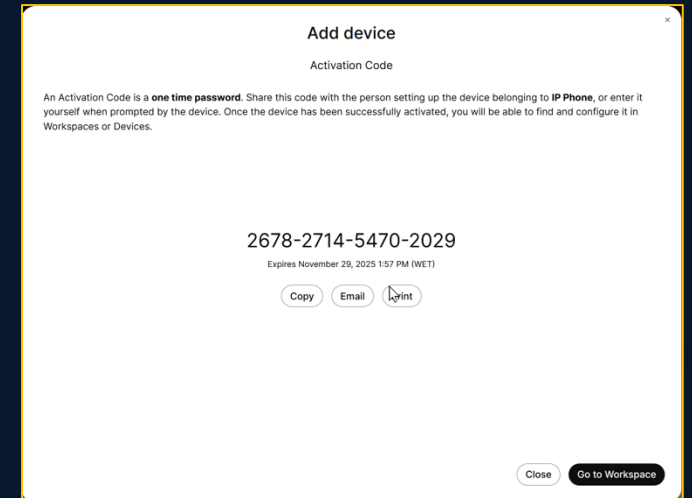 Add device
Activation Code
An Activation Code is a one time password. Share this code with the person setting up the device belonging to IP Phone, or enter it
yourself when prompted by the device. Once the device has been successfully activated, you will be able to find and configure it in
Workspaces or Devices.
2678-2714-5470-2029
Expires November 29, 2025 1:57 PM (WET)
Copy Email Print
Close Go to Workspace